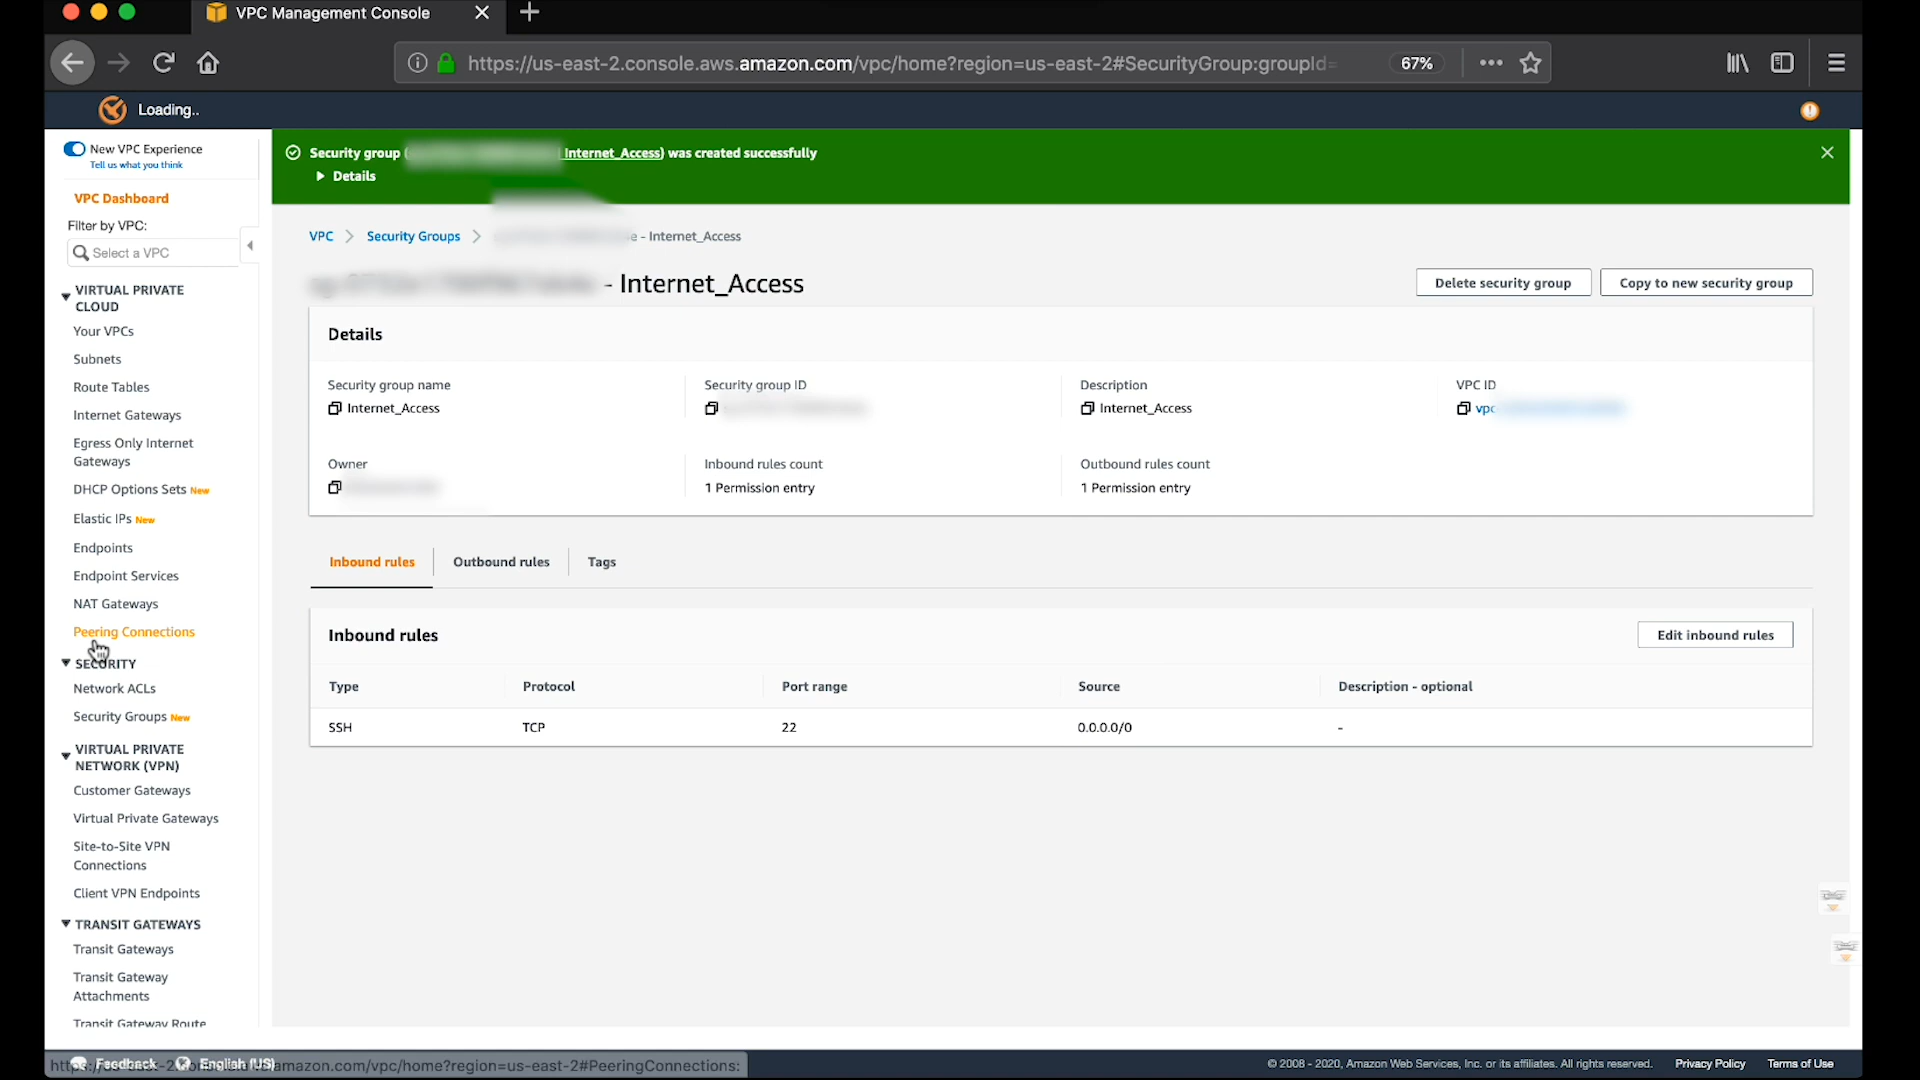 VPC Management Console
https://us-east-2.console.aws.amazon.com/vpc/home?region=us-east-2#SecurityGroup:groupId=
67%
Loading..
New VPC Experience
Tell us what you think
VPC Dashboard
Filter by VPC:
Select a VPC
VIRTUAL PRIVATE
CLOUD
Your VPCs
Subnets
Route Tables
Internet Gateways
Egress Only Internet
Gateways
DHCP Options Sets New
Elastic IPs New
Endpoints
Endpoint Services
NAT Gateways
Peering Connections
SECURITY
Network ACLs
Security Groups New
VIRTUAL PRIVATE
NETWORK (VPN)
Customer Gateways
Virtual Private Gateways
Site-to-Site VPN
Connections
Client VPN Endpoints
TRANSIT GATEWAYS
Transit Gateways
Transit Gateway
Attachments
Transit Gateway Route
Security group ( Internet_Access) was created successfully
Details
VPC > Security Groups > e - Internet_Access
- Internet_Access
Delete security group
Copy to new security group
Details
Security group name
Internet_Access
Security group ID
Description
Internet_Access
VPC ID
vpc
Owner
Inbound rules count
1 Permission entry
Outbound rules count
1 Permission entry
Inbound rules
Outbound rules
Tags
Inbound rules
Edit inbound rules
Type Protocol Port range Source Description - optional
SSH TCP 22 0.0.0.0/0 -
Feedback English (US)
amazon.com/vpc/home?region=us-east-2#PeeringConnections:
© 2008 - 2020, Amazon Web Services, Inc. or its affiliates. All rights reserved. Privacy Policy Terms of Use